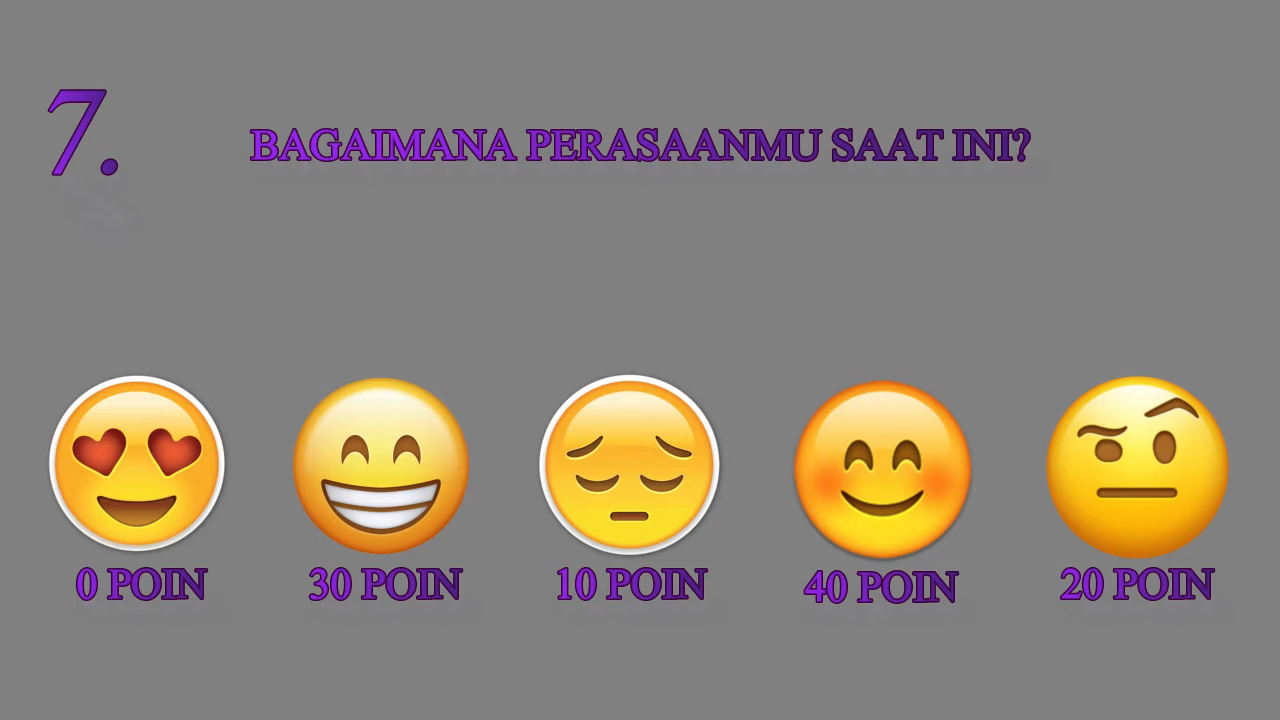 7.
BAGAIMANA PERASAANMU SAAT INI?
0 POIN
30 POIN
10 POIN
40 POIN
20 POIN